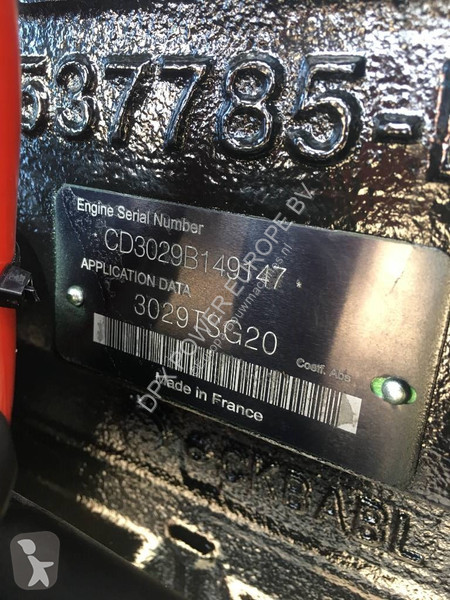 537785-
Engine Serial Number
CD3029B149147
APPLICATION DATA
3029TSG20
Coeff. Abs
Made in France
DPX POWER EUROPE BV